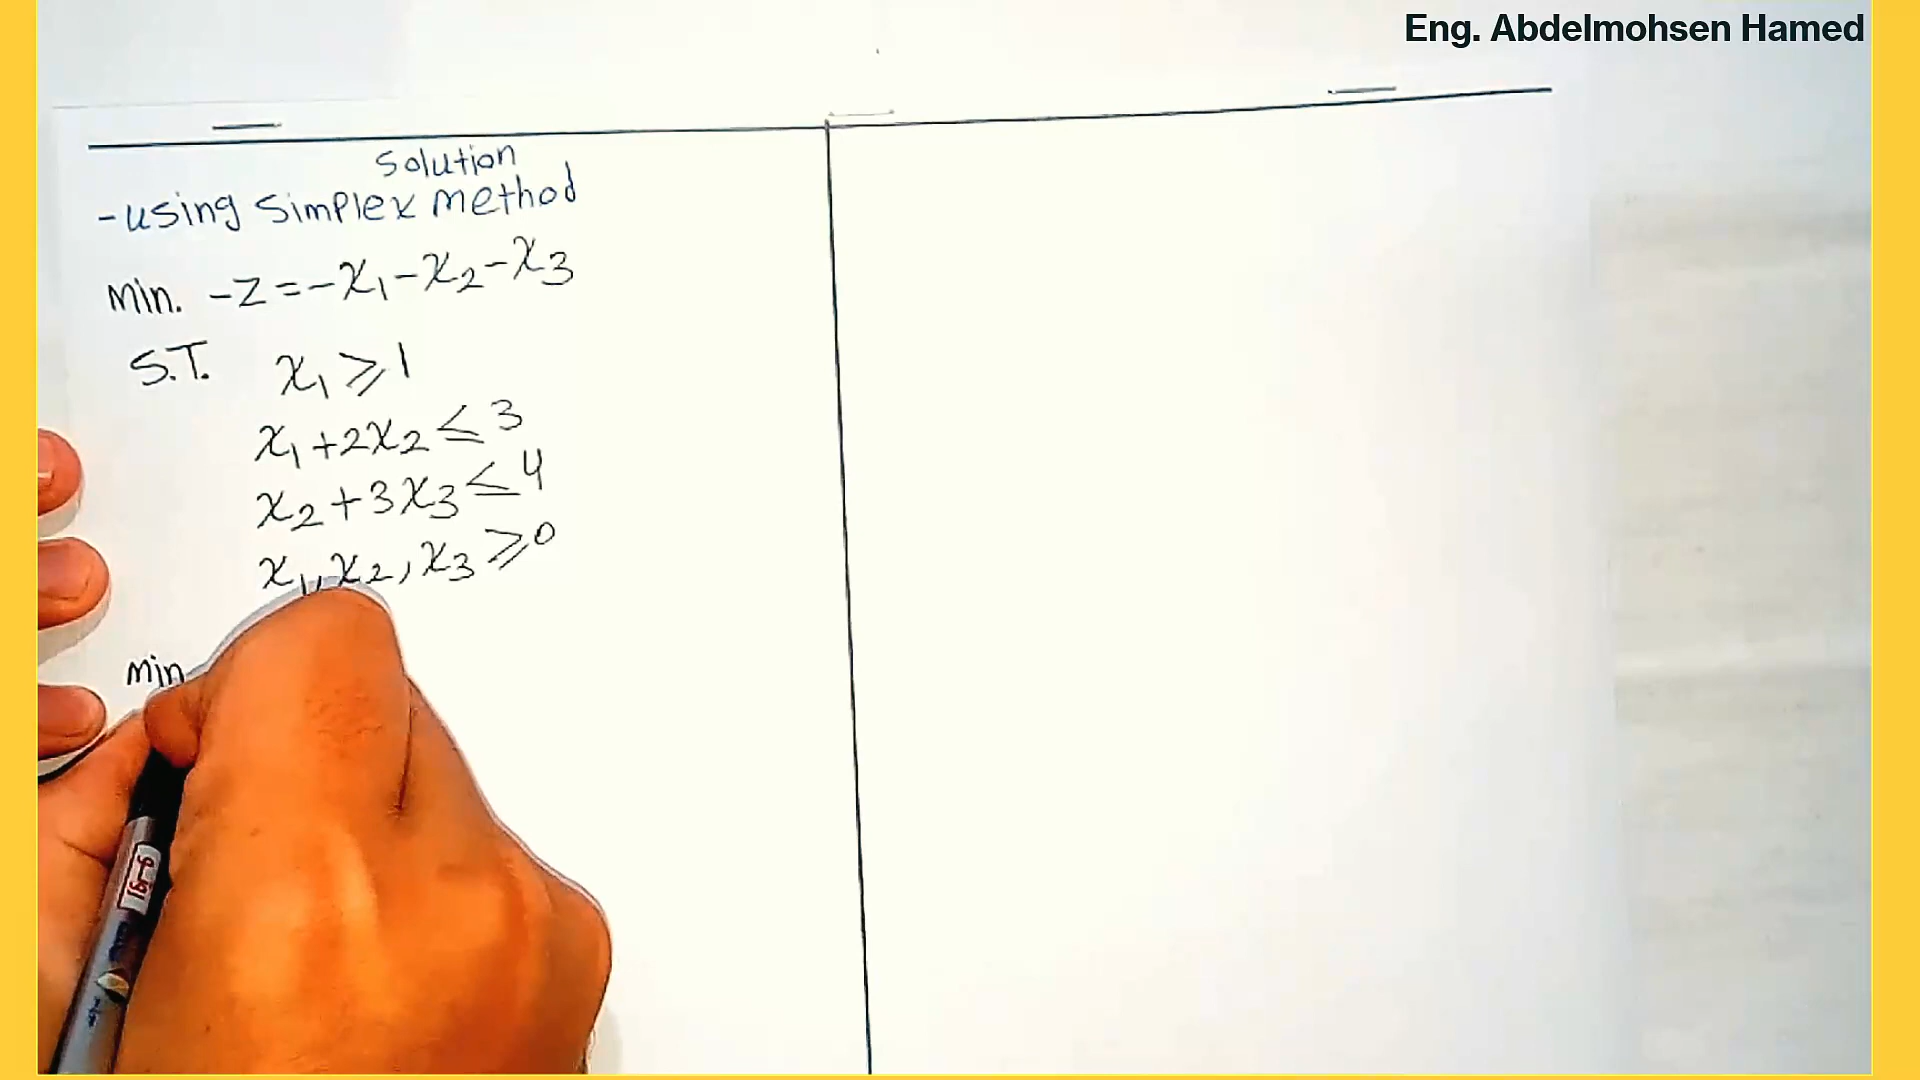 Eng. Abdelmohsen Hamed
Solution
-using Simplex method
min. -Z=-x₁-x₂-x₃
S.T. x₁⩾1
x₁+2x₂≤3
x₂+3x₃≤4
x₁,x₂,x₃⩾0
min